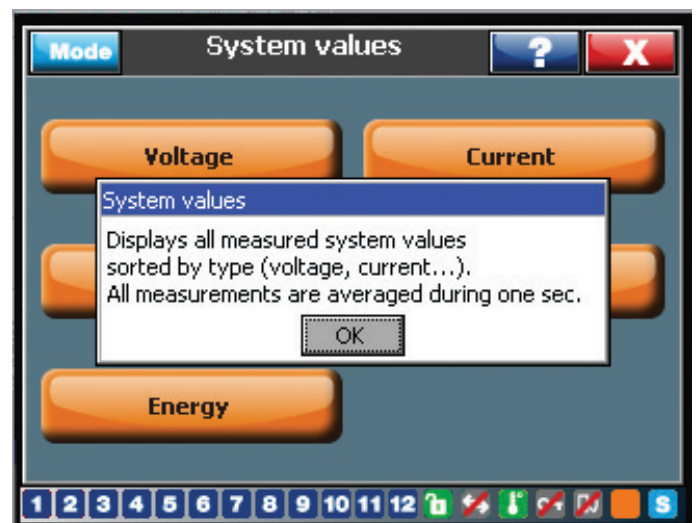 Mode System values ? X
Voltage Current
System values
Displays all measured system values
sorted by type (voltage, current...).
All measurements are averaged during one sec.
OK
Energy
1 2 3 4 5 6 7 8 9 10 11 12 S